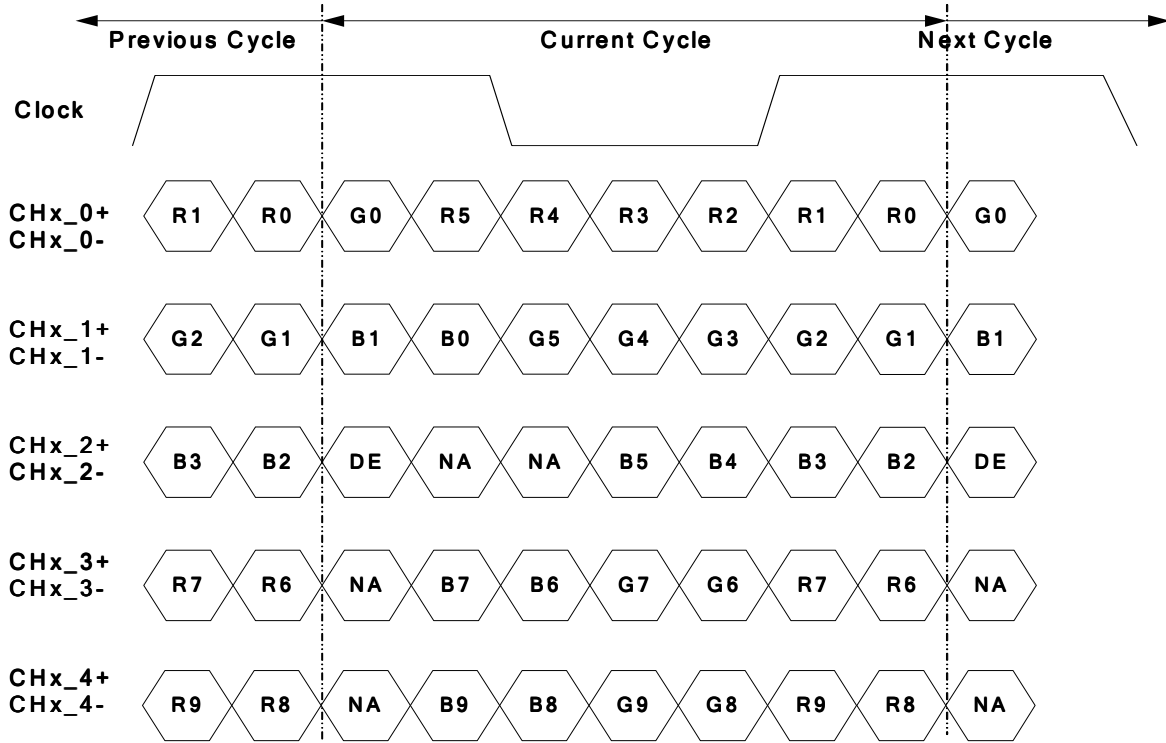 Previous Cycle Current Cycle Next Cycle
Clock
CHx_0+
CHx_0-
R1 R0 G0 R5 R4 R3 R2 R1 R0 G0
CHx_1+
CHx_1-
G2 G1 B1 B0 G5 G4 G3 G2 G1 B1
CHx_2+
CHx_2-
B3 B2 DE NA NA B5 B4 B3 B2 DE
CHx_3+
CHx_3-
R7 R6 NA B7 B6 G7 G6 R7 R6 NA
CHx_4+
CHx_4-
R9 R8 NA B9 B8 G9 G8 R9 R8 NA